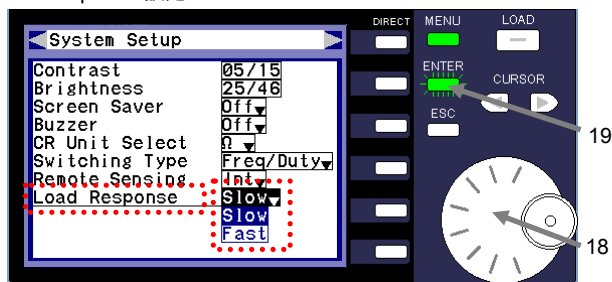 DIRECT MENU LOAD
System Setup
Contrast 05/15
Brightness 25/46
Screen Saver Off
Buzzer Off
CR Unit Select Ω
Switching Type Freq/Duty
Remote Sensing Int
Load Response Slow
Slow
Fast
ENTER
CURSOR
ESC
19
18